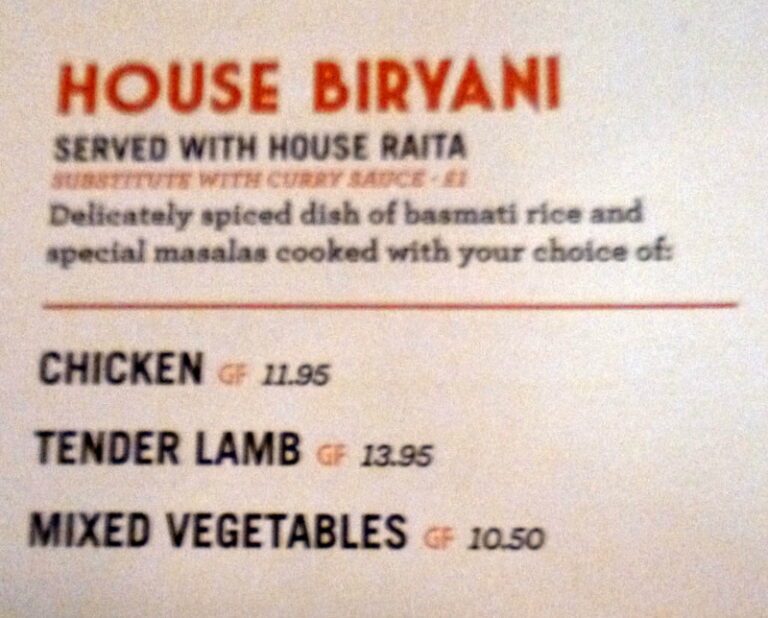 HOUSE BIRYANI
SERVED WITH HOUSE RAITA
SUBSTITUTE WITH CURRY SAUCE - £1
Delicately spiced dish of basmati rice and
special masalas cooked with your choice of:
CHICKEN GF 11.95
TENDER LAMB GF 13.95
MIXED VEGETABLES GF 10.50